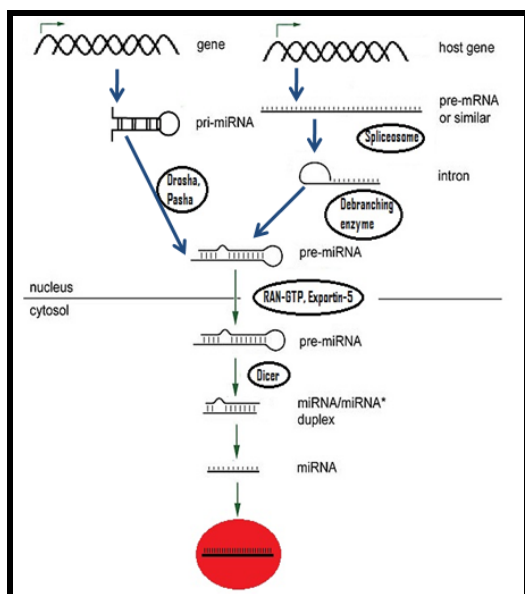 gene
host gene
pri-miRNA
pre-mRNA
or similar
Spliceosome
intron
Drosha,
Pasha
Debranching
enzyme
pre-miRNA
nucleus
RAN-GTP, Exportin-5
cytosol
pre-miRNA
Dicer
miRNA/miRNA*
duplex
miRNA